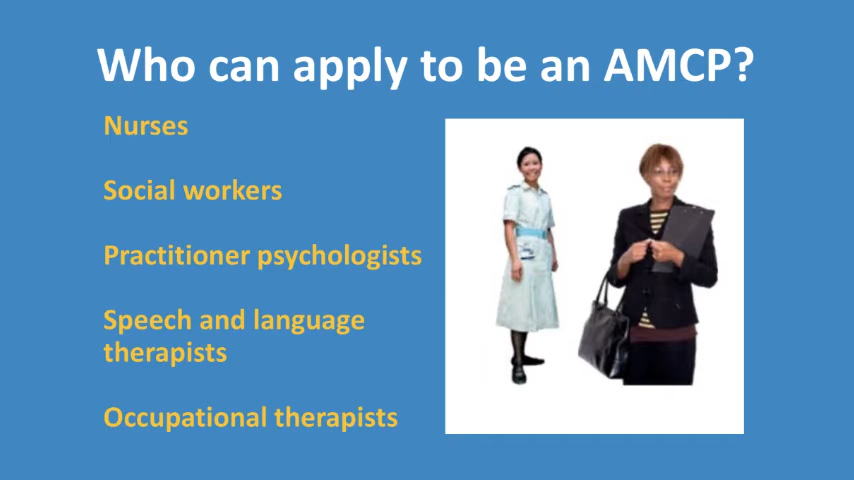 Who can apply to be an AMCP?
Nurses
Social workers
Practitioner psychologists
Speech and language
therapists
Occupational therapists